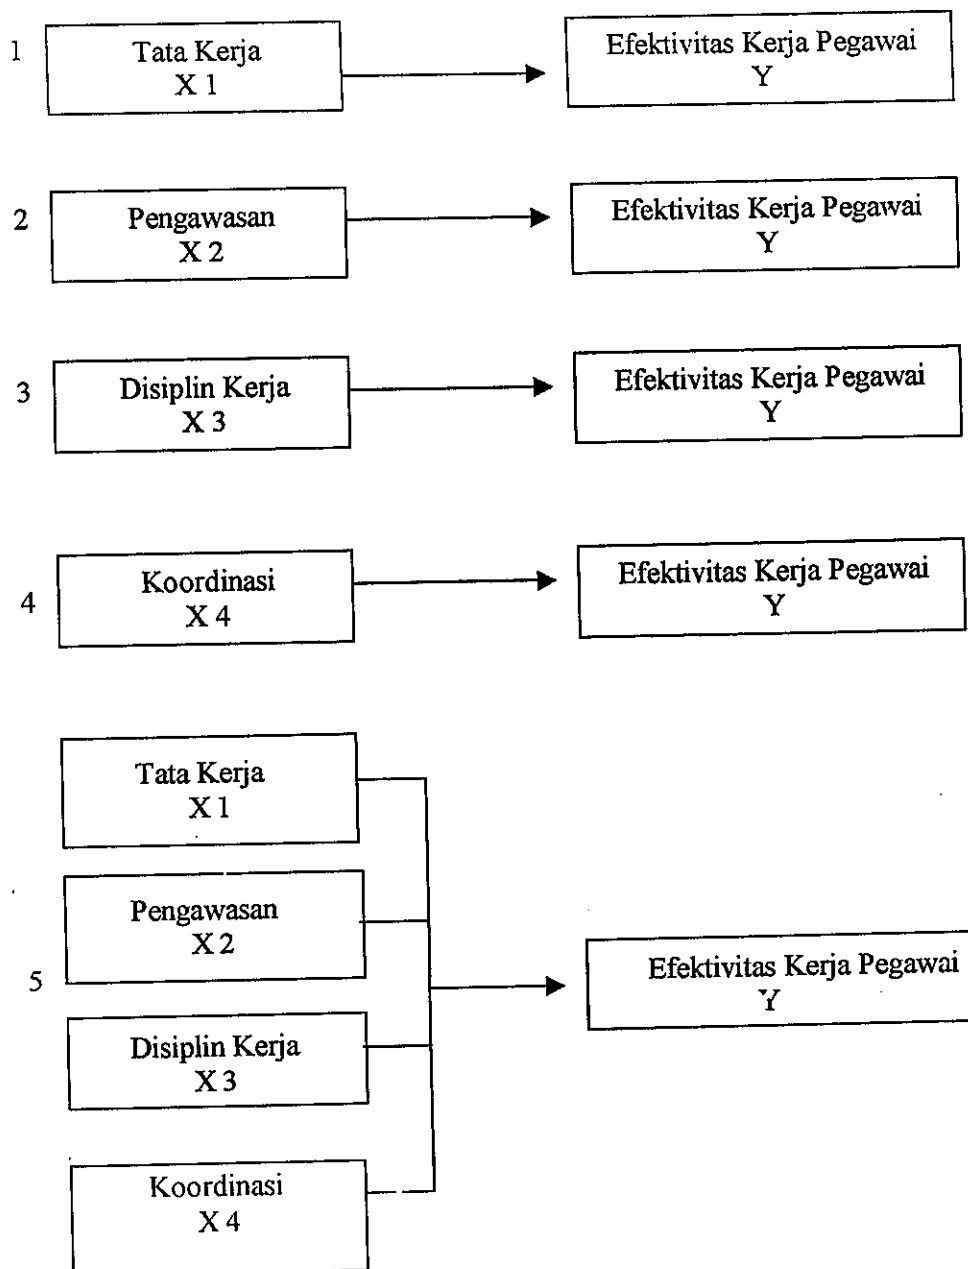 1
Tata Kerja
X 1
Efektivitas Kerja Pegawai
Y
2
Pengawasan
X 2
Efektivitas Kerja Pegawai
Y
3
Disiplin Kerja
X 3
Efektivitas Kerja Pegawai
Y
4
Koordinasi
X 4
Efektivitas Kerja Pegawai
Y
5
Tata Kerja
X 1
Pengawasan
X 2
Disiplin Kerja
X 3
Koordinasi
X 4
Efektivitas Kerja Pegawai
Y